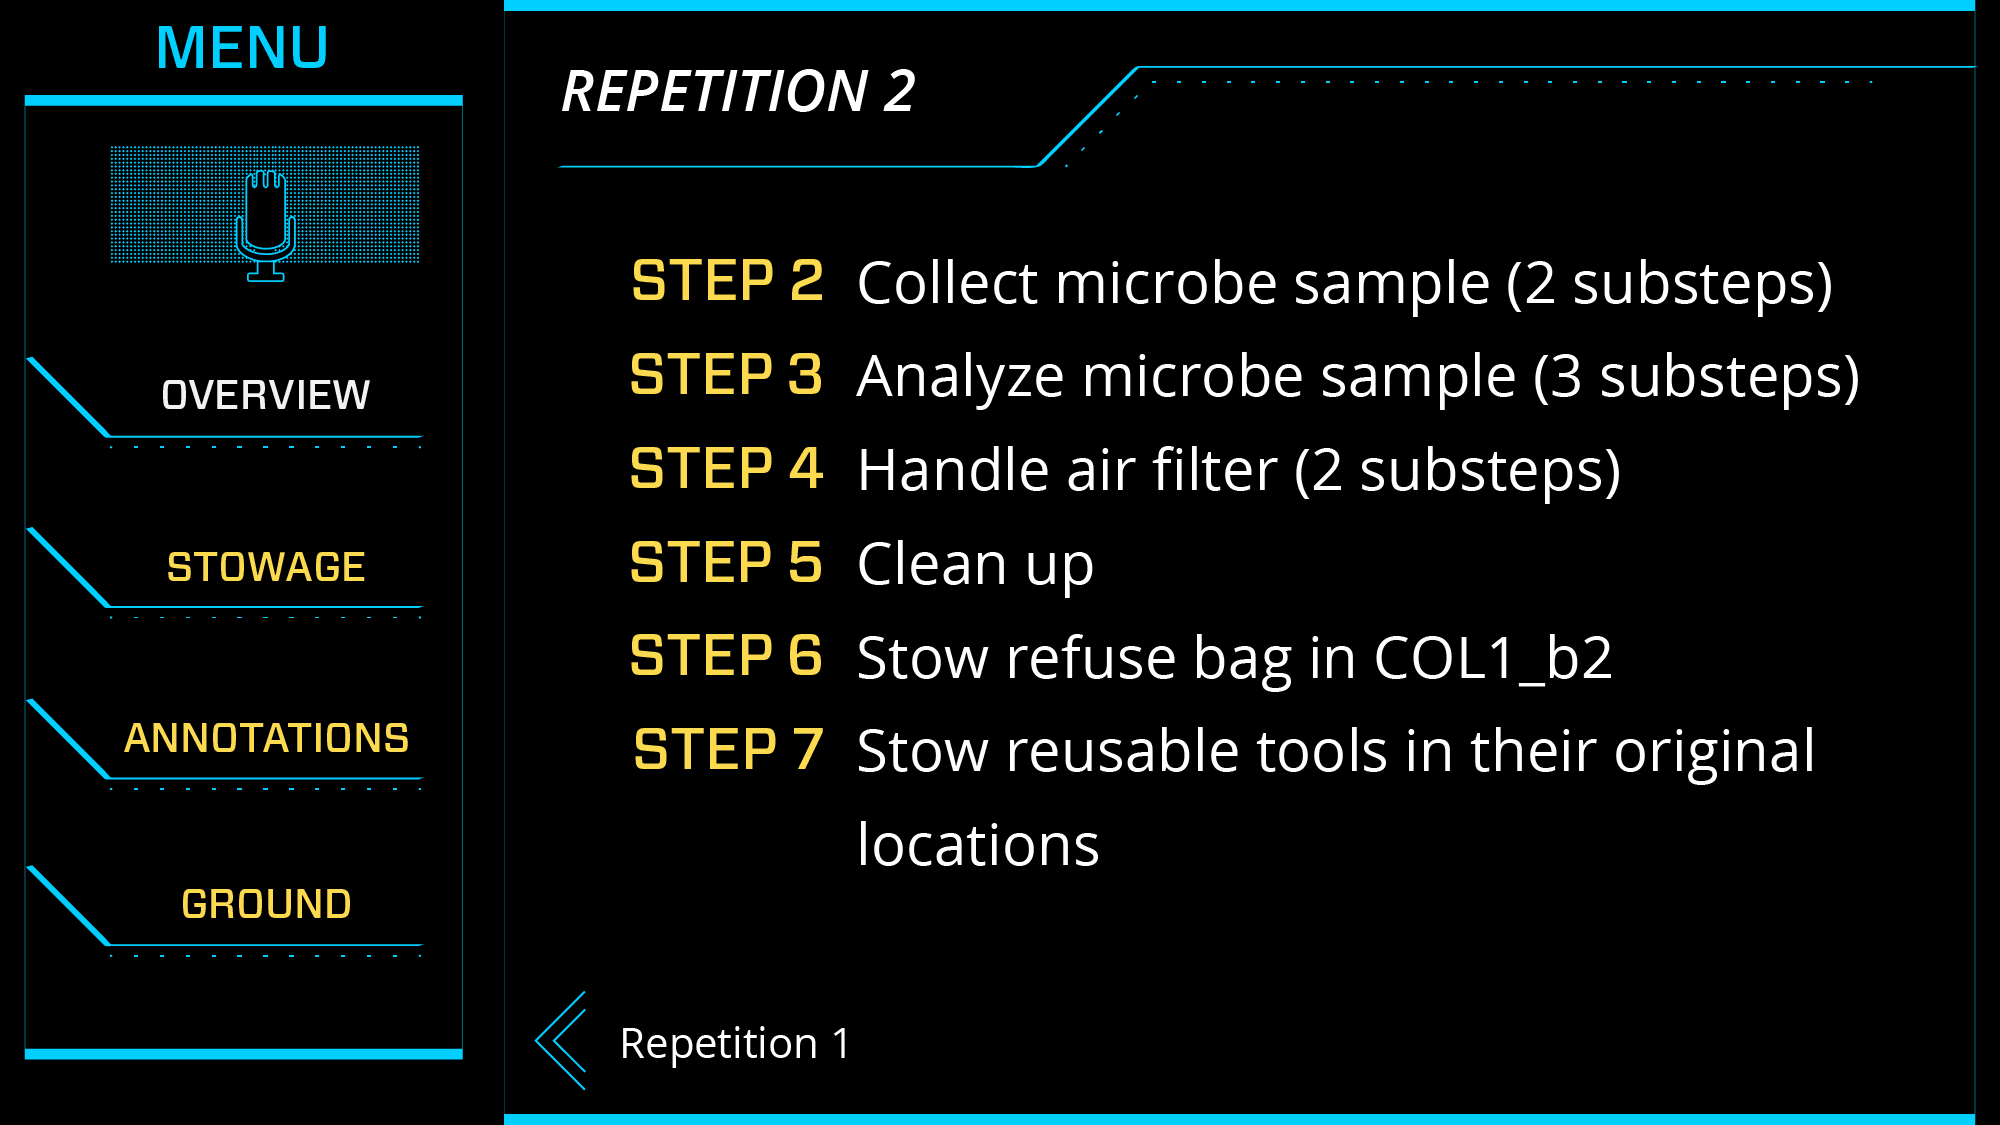 MENU
OVERVIEW
STOWAGE
ANNOTATIONS
GROUND
REPETITION 2
STEP 2 Collect microbe sample (2 substeps)
STEP 3 Analyze microbe sample (3 substeps)
STEP 4 Handle air filter (2 substeps)
STEP 5 Clean up
STEP 6 Stow refuse bag in COL1_b2
STEP 7 Stow reusable tools in their original
locations
Repetition 1